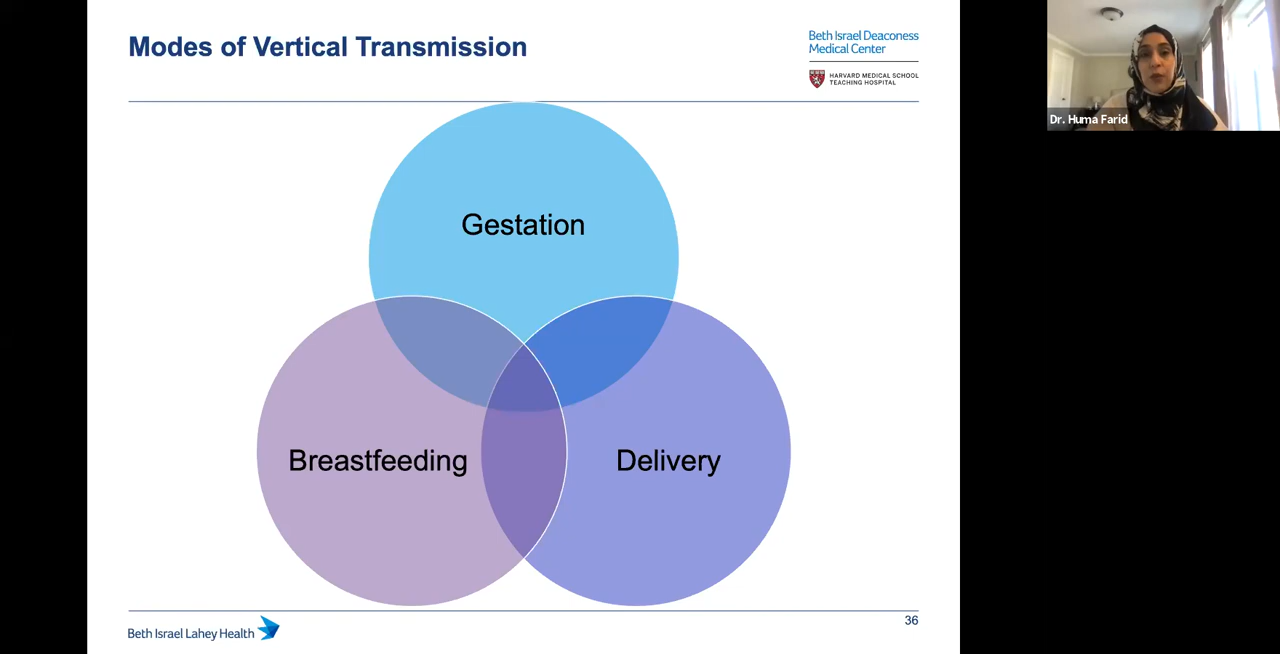 Modes of Vertical Transmission
Beth Israel Deaconess
Medical Center
HARVARD MEDICAL SCHOOL
TEACHING HOSPITAL
Dr. Huma Farid
Gestation
Breastfeeding
Delivery
Beth Israel Lahey Health
36